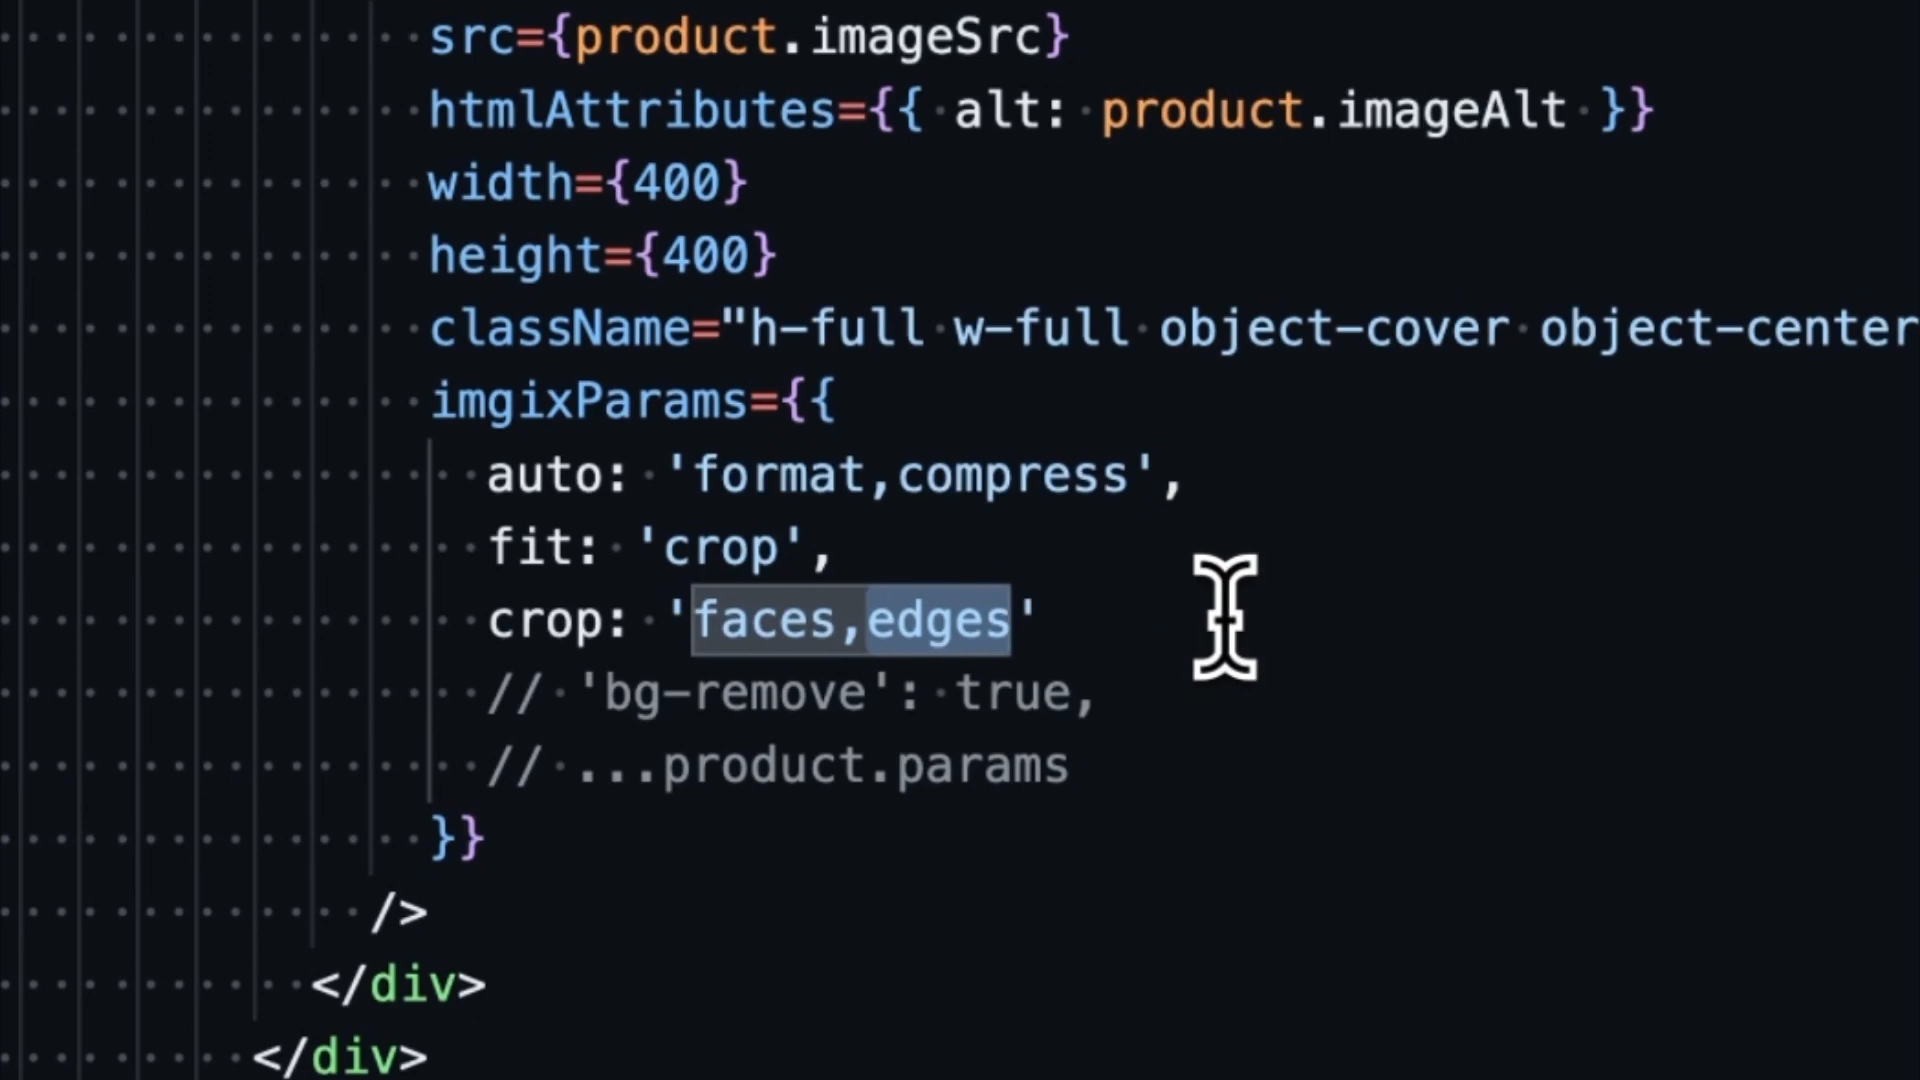 src={product.imageSrc}
htmlAttributes={{ alt: product.imageAlt }}
width={400}
height={400}
className="h-full w-full object-cover object-center
imgixParams={{
auto: 'format,compress',
fit: 'crop',
crop: 'faces,edges'
// 'bg-remove': true,
// ...product.params
}}
/>
</div>
</div>